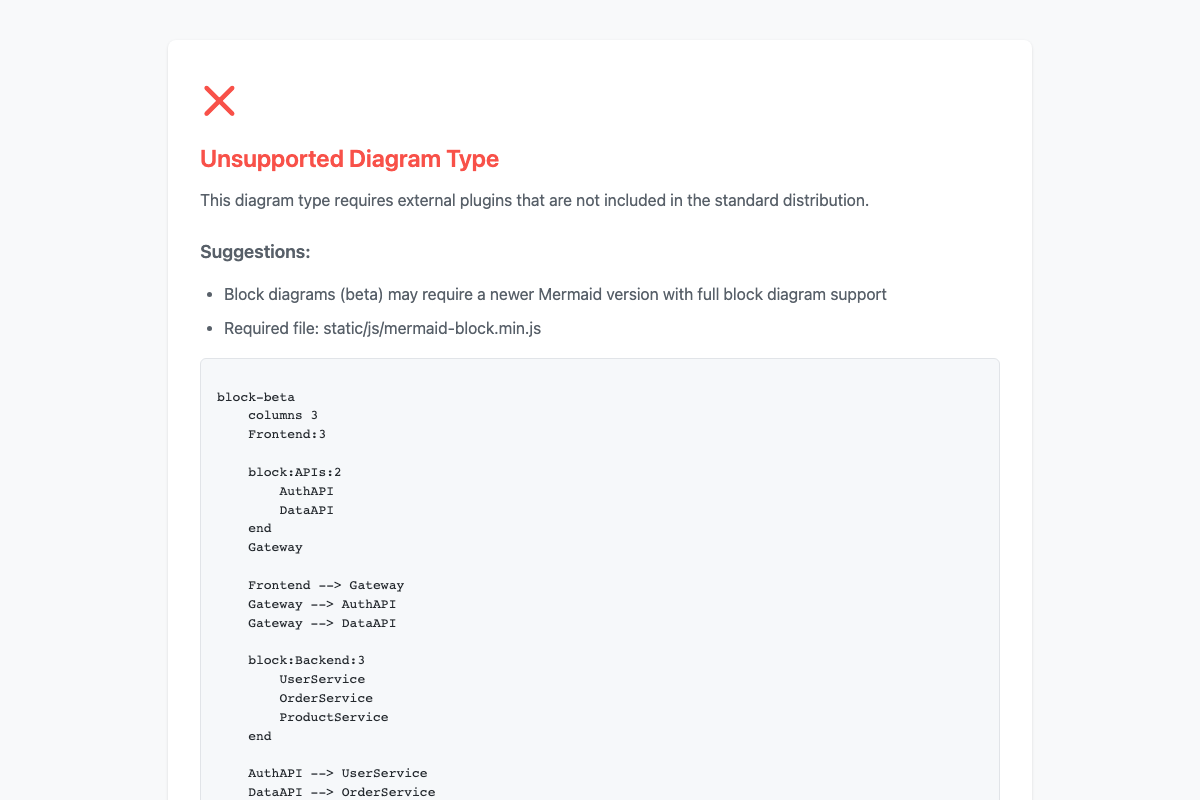 Unsupported Diagram Type
This diagram type requires external plugins that are not included in the standard distribution.
Suggestions:
• Block diagrams (beta) may require a newer Mermaid version with full block diagram support
• Required file: static/js/mermaid-block.min.js
block-beta
    columns 3
    Frontend:3

    block:APIs:2
        AuthAPI
        DataAPI
    end
    Gateway

    Frontend --> Gateway
    Gateway --> AuthAPI
    Gateway --> DataAPI

    block:Backend:3
        UserService
        OrderService
        ProductService
    end

    AuthAPI --> UserService
    DataAPI --> OrderService